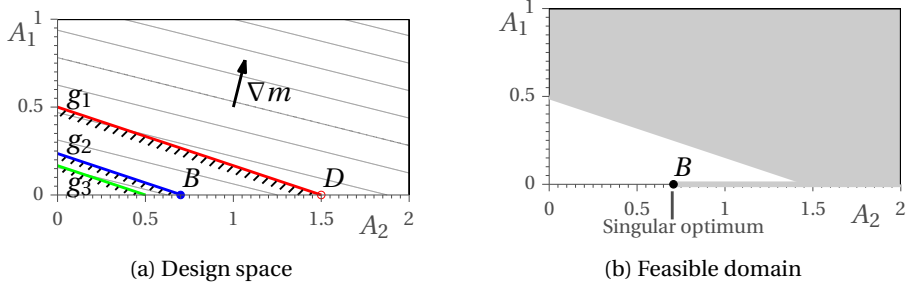 1
A₁
0.5
0
g₁
g₂
g₃
∇m
B
D
0
0.5
1
1.5
2
A₂
(a) Design space
1
A₁
0.5
0
B
0
0.5
1
1.5
2
Singular optimum
A₂
(b) Feasible domain